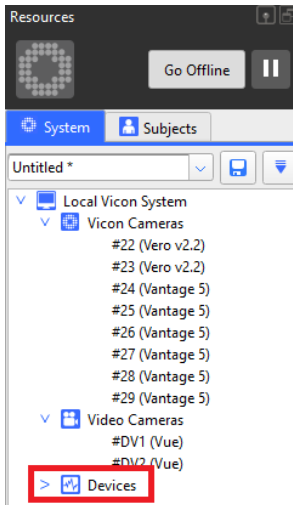 Resources
Go Offline
System
Subjects
Untitled *
Local Vicon System
Vicon Cameras
#22 (Vero v2.2)
#23 (Vero v2.2)
#24 (Vantage 5)
#25 (Vantage 5)
#26 (Vantage 5)
#27 (Vantage 5)
#28 (Vantage 5)
#29 (Vantage 5)
Video Cameras
#DV1 (Vue)
#DV2 (Vue)
Devices